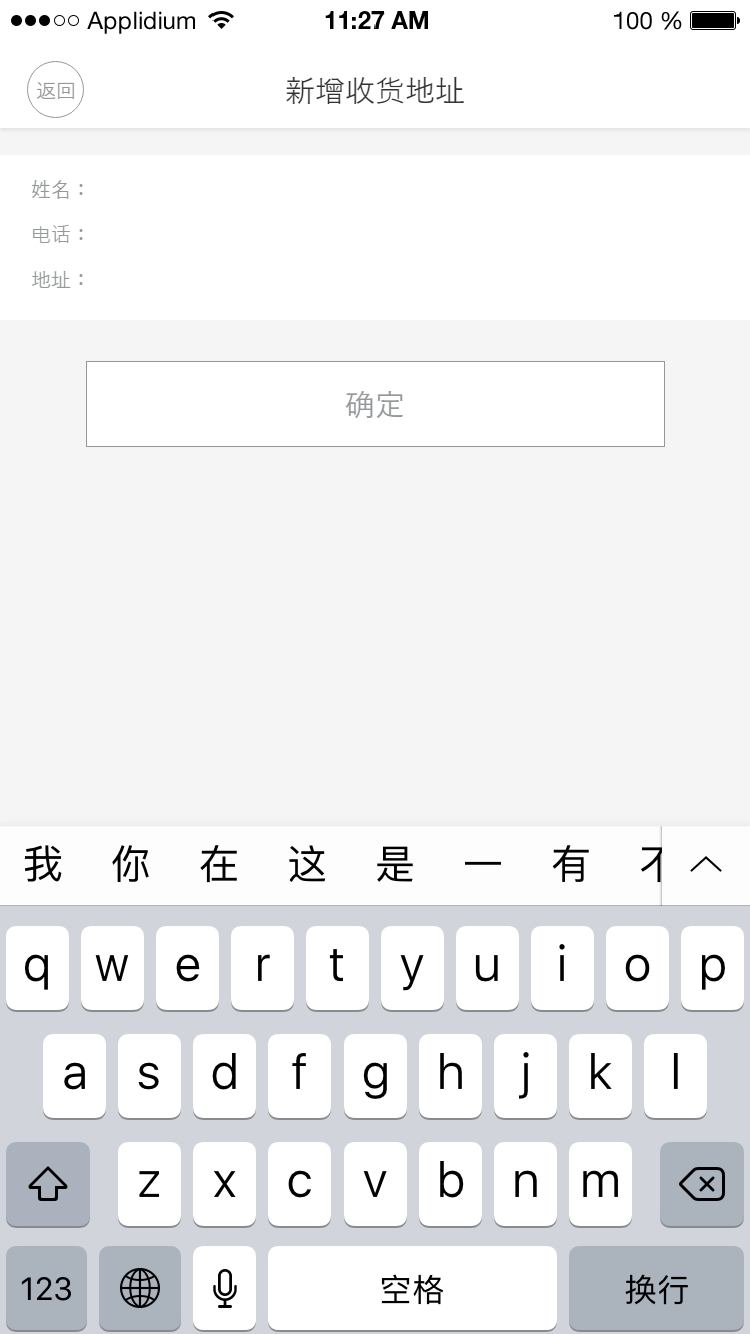 Applidium 11:27 AM 100 %
返回 新增收货地址
姓名：
电话：
地址：
确定
我 你 在 这 是 一 有
q w e r t y u i o p
a s d f g h j k l
z x c v b n m
123 空格 换行